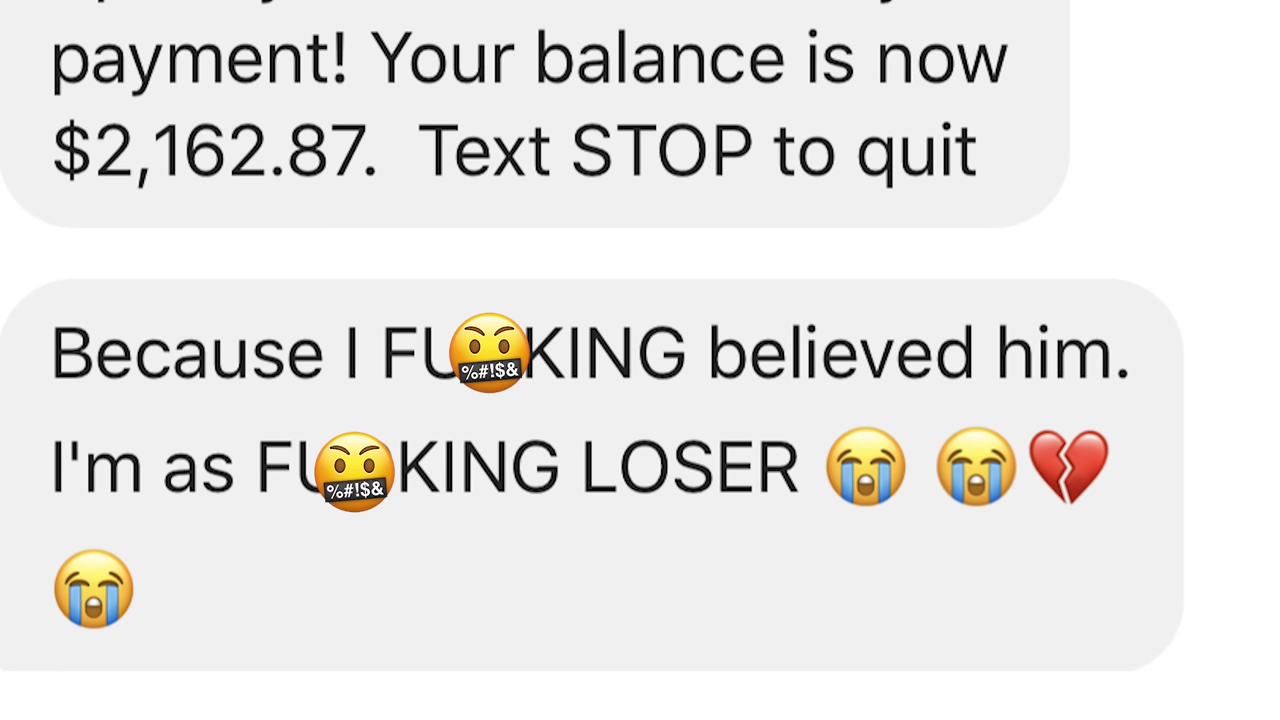 payment! Your balance is now
$2,162.87.  Text STOP to quit
Because I FU🤬KING believed him.
I'm as FU🤬KING LOSER 😭 😭💔
😭